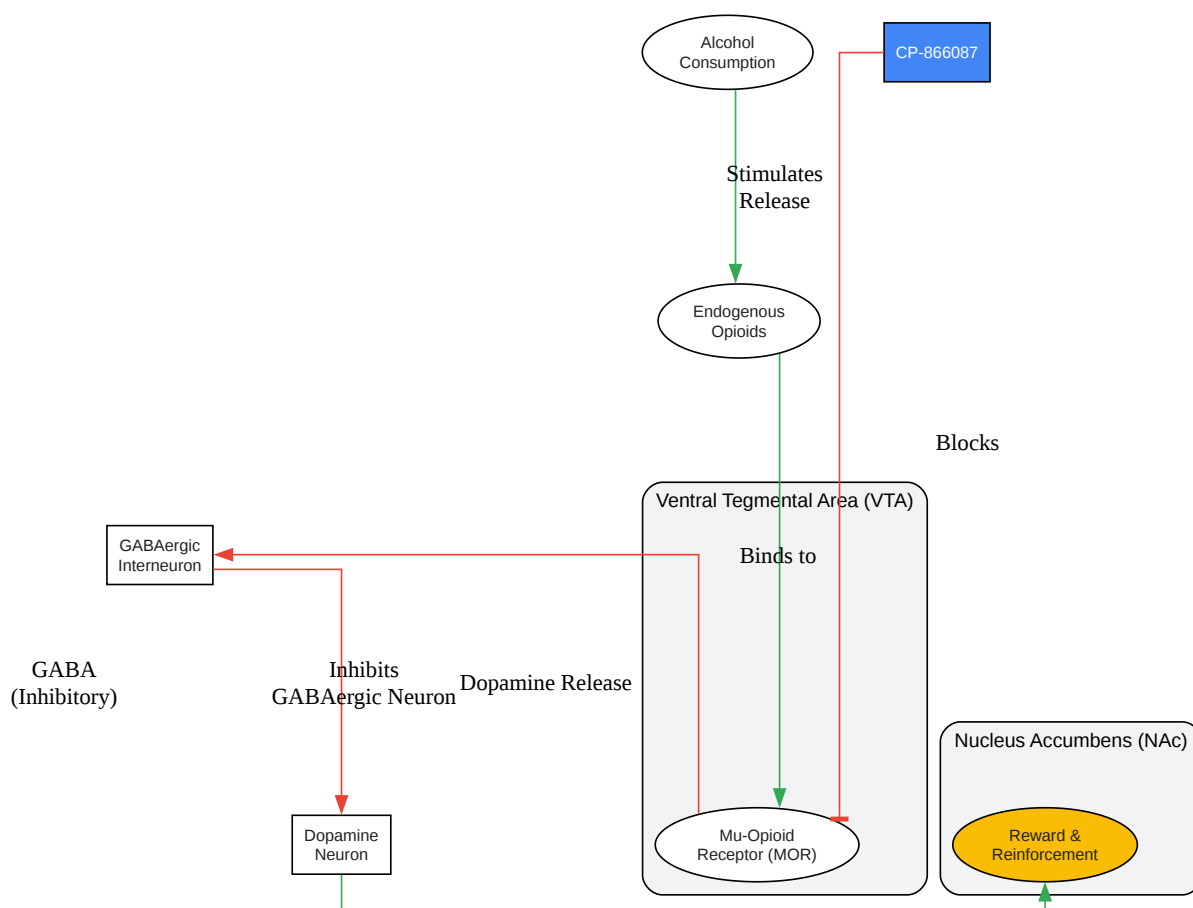 Alcohol
Consumption
CP-866087
Stimulates
Release
Endogenous
Opioids
Blocks
Ventral Tegmental Area (VTA)
GABAergic
Interneuron
Binds to
GABA
(Inhibitory)
Inhibits
GABAergic Neuron
Dopamine Release
Nucleus Accumbens (NAc)
Dopamine
Neuron
Mu-Opioid
Receptor (MOR)
Reward &
Reinforcement